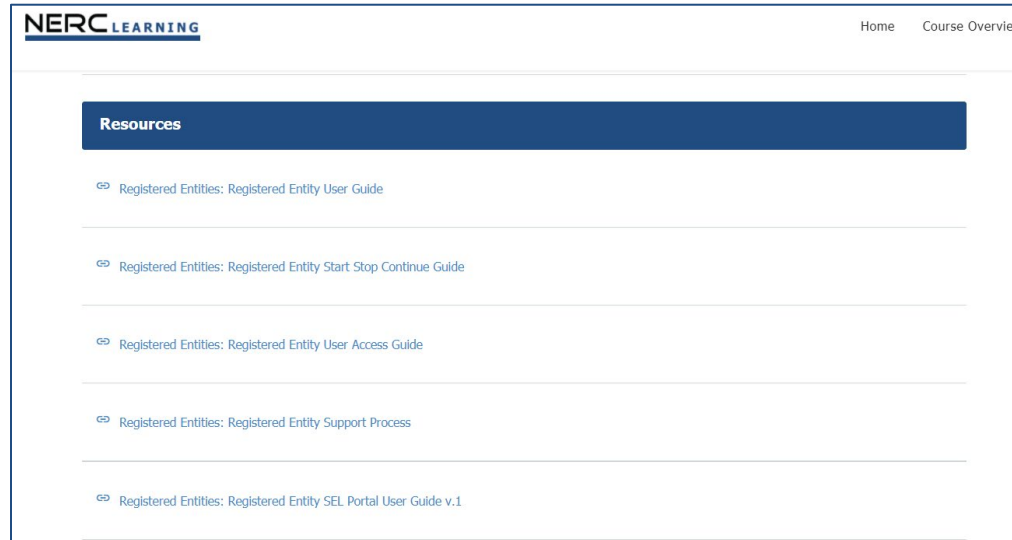 NERC LEARNING
Home Course Overvie
Resources
Registered Entities: Registered Entity User Guide
Registered Entities: Registered Entity Start Stop Continue Guide
Registered Entities: Registered Entity User Access Guide
Registered Entities: Registered Entity Support Process
Registered Entities: Registered Entity SEL Portal User Guide v.1